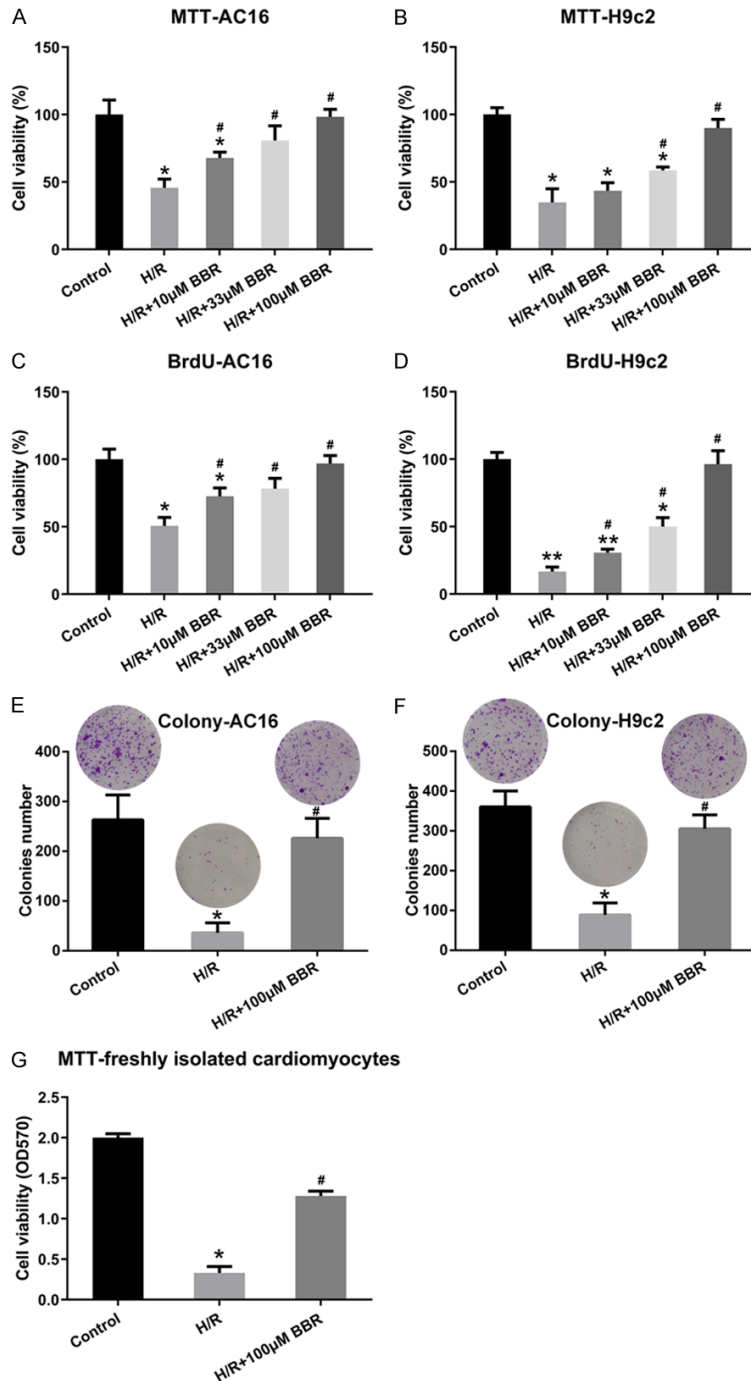 A
MTT-AC16
Cell viability (%)
150
100
50
0
*
#
*
#
#
Control
H/R
H/R+10μM BBR
H/R+33μM BBR
H/R+100μM BBR
B
MTT-H9c2
Cell viability (%)
150
100
50
0
*
*
#
*
#
Control
H/R
H/R+10μM BBR
H/R+33μM BBR
H/R+100μM BBR
C
BrdU-AC16
Cell viability (%)
150
100
50
0
*
#
*
#
#
Control
H/R
H/R+10μM BBR
H/R+33μM BBR
H/R+100μM BBR
D
BrdU-H9c2
Cell viability (%)
150
100
50
0
**
#
**
#
*
#
Control
H/R
H/R+10μM BBR
H/R+33μM BBR
H/R+100μM BBR
E
Colony-AC16
Colonies number
400
300
200
100
0
*
#
Control
H/R
H/R+100μM BBR
F
Colony-H9c2
Colonies number
500
400
300
200
100
0
*
#
Control
H/R
H/R+100μM BBR
G
MTT-freshly isolated cardiomyocytes
Cell viability (OD570)
2.5
2.0
1.5
1.0
0.5
0.0
*
#
Control
H/R
H/R+100μM BBR